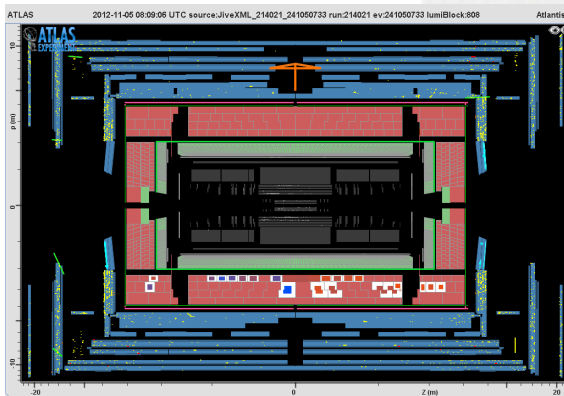 ATLAS 2012-11-05 08:09:06 UTC source:JiveXML_214021_241050733 run:214021 ev:241050733 lumiBlock:808 Atlantis
ATLAS
EXPERIMENT
10
ρ (m)
0
-10
-20 0 Z (m) 20